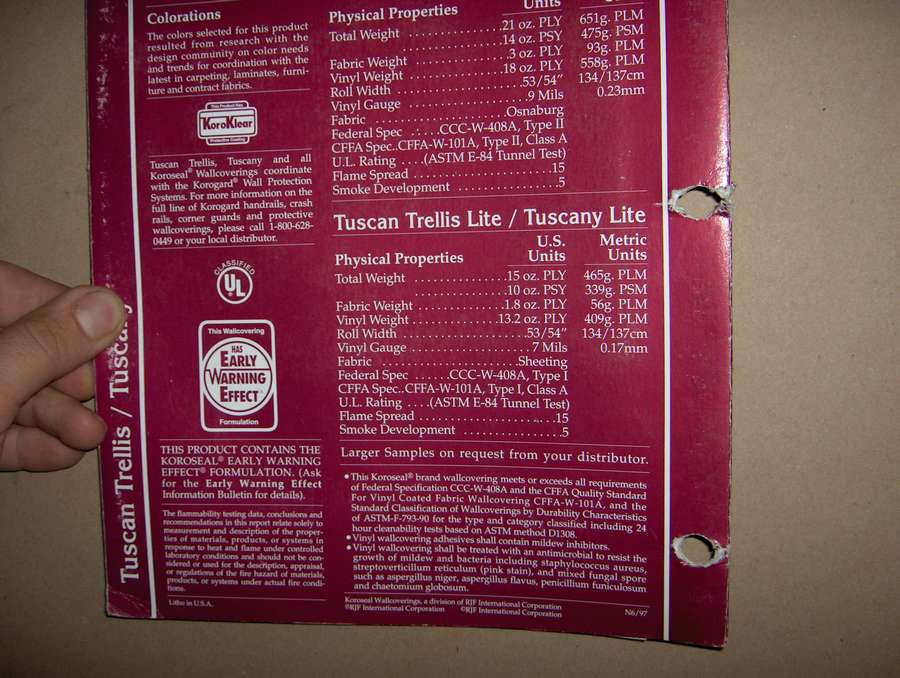 Tuscan Trellis / Tuscany
Colorations
The colors selected for this product
resulted from research with the
design community on color needs
and trends for coordination with the
latest in carpeting, laminates, furni-
ture and contract fabrics.
This Product Has
KoroKlear
Protective Coating
Tuscan Trellis, Tuscany and all
Koroseal® Wallcoverings coordinate
with the Korogard® Wall Protection
Systems. For more information on the
full line of Korogard handrails, crash
rails, corner guards and protective
wallcoverings, please call 1-800-628-
0449 or your local distributor.
CLASSIFIED
UL®
This Wallcovering
HAS
EARLY
WARNING
EFFECT®
Formulation
THIS PRODUCT CONTAINS THE
KOROSEAL® EARLY WARNING
EFFECT® FORMULATION. (Ask
for the Early Warning Effect
Information Bulletin for details).
The flammability testing data, conclusions and
recommendations in this report relate solely to
measurement and description of the proper-
ties of materials, products, or systems in
response to heat and flame under controlled
laboratory conditions and should not be con-
sidered or used for the description, appraisal,
or regulations of the fire hazard of materials,
products, or systems under actual fire condi-
tions.
Litho in U.S.A.
Physical Properties Units
Total Weight . . . . . . . . . . . . . . . .21 oz. PLY 651g. PLM
.14 oz. PSY 475g. PSM
Fabric Weight . . . . . . . . . . . . . . . .3 oz. PLY 93g. PLM
Vinyl Weight . . . . . . . . . . . . . . . .18 oz. PLY 558g. PLM
Roll Width . . . . . . . . . . . . . . . . . . .53/54" 134/137cm
Vinyl Gauge . . . . . . . . . . . . . . . . . .9 Mils 0.23mm
Fabric . . . . . . . . . . . . . . . . . . .Osnaburg
Federal Spec . . . . .CCC-W-408A, Type II
CFFA Spec..CFFA-W-101A, Type II, Class A
U.L. Rating . . . .(ASTM E-84 Tunnel Test)
Flame Spread . . . . . . . . . . . . . . . . . .15
Smoke Development . . . . . . . . . . . . . .5
Tuscan Trellis Lite / Tuscany Lite
Physical Properties U.S. Units Metric Units
Total Weight . . . . . . . . . . . . . . .15 oz. PLY 465g. PLM
. . . . . . . . . . . . . . .10 oz. PSY 339g. PSM
Fabric Weight . . . . . . . . . . . . . .1.8 oz. PLY 56g. PLM
Vinyl Weight . . . . . . . . . . . . . .13.2 oz. PLY 409g. PLM
Roll Width . . . . . . . . . . . . . . . . . .53/54" 134/137cm
Vinyl Gauge . . . . . . . . . . . . . . . . . .7 Mils 0.17mm
Fabric . . . . . . . . . . . . . . . . . . .Sheeting
Federal Spec . . . . . .CCC-W-408A, Type I
CFFA Spec..CFFA-W-101A, Type I, Class A
U.L. Rating . . . .(ASTM E-84 Tunnel Test)
Flame Spread . . . . . . . . . . . . . . . . . .15
Smoke Development . . . . . . . . . . . . . .5
Larger Samples on request from your distributor.
• This Koroseal® brand wallcovering meets or exceeds all requirements
of Federal Specification CCC-W-408A and the CFFA Quality Standard
For Vinyl Coated Fabric Wallcovering CFFA-W-101A, and the
Standard Classification of Wallcoverings by Durability Characteristics
of ASTM-F-793-90 for the type and category classified including 24
hour cleanability tests based on ASTM method D1308.
• Vinyl wallcovering adhesives shall contain mildew inhibitors.
• Vinyl wallcovering shall be treated with an antimicrobial to resist the
growth of mildew and bacteria including staphylococcus aureus,
streptoverticillium reticulum (pink stain), and mixed fungal spore
such as aspergillus niger, aspergillus flavus, penicillium funiculosum
and chaetomium globosum.
Koroseal Wallcoverings, a division of RJF International Corporation
®RJF International Corporation ©RJF International Corporation
N6/97